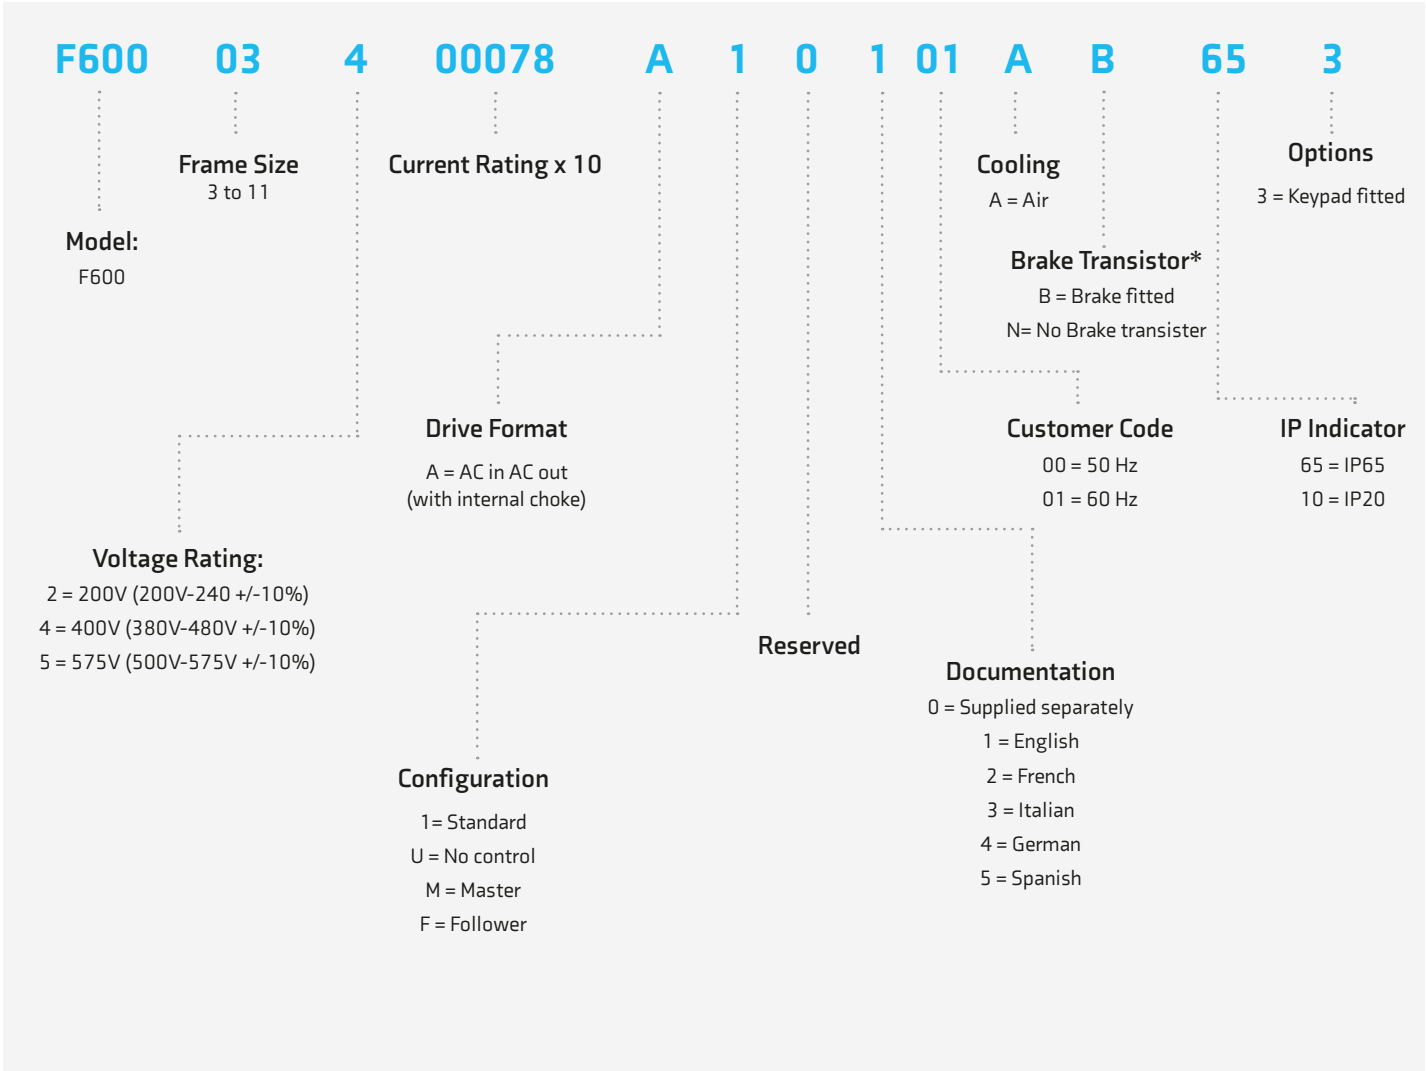 F600 03 4 00078 A 1 0 1 01 A B 65 3
Model:
F600
Frame Size
3 to 11
Voltage Rating:
2 = 200V (200V-240 +/-10%)
4 = 400V (380V-480V +/-10%)
5 = 575V (500V-575V +/-10%)
Current Rating x 10
Drive Format
A = AC in AC out
(with internal choke)
Configuration
1= Standard
U = No control
M = Master
F = Follower
Reserved
Documentation
0 = Supplied separately
1 = English
2 = French
3 = Italian
4 = German
5 = Spanish
Customer Code
00 = 50 Hz
01 = 60 Hz
Cooling
A = Air
Brake Transistor*
B = Brake fitted
N= No Brake transister
IP Indicator
65 = IP65
10 = IP20
Options
3 = Keypad fitted